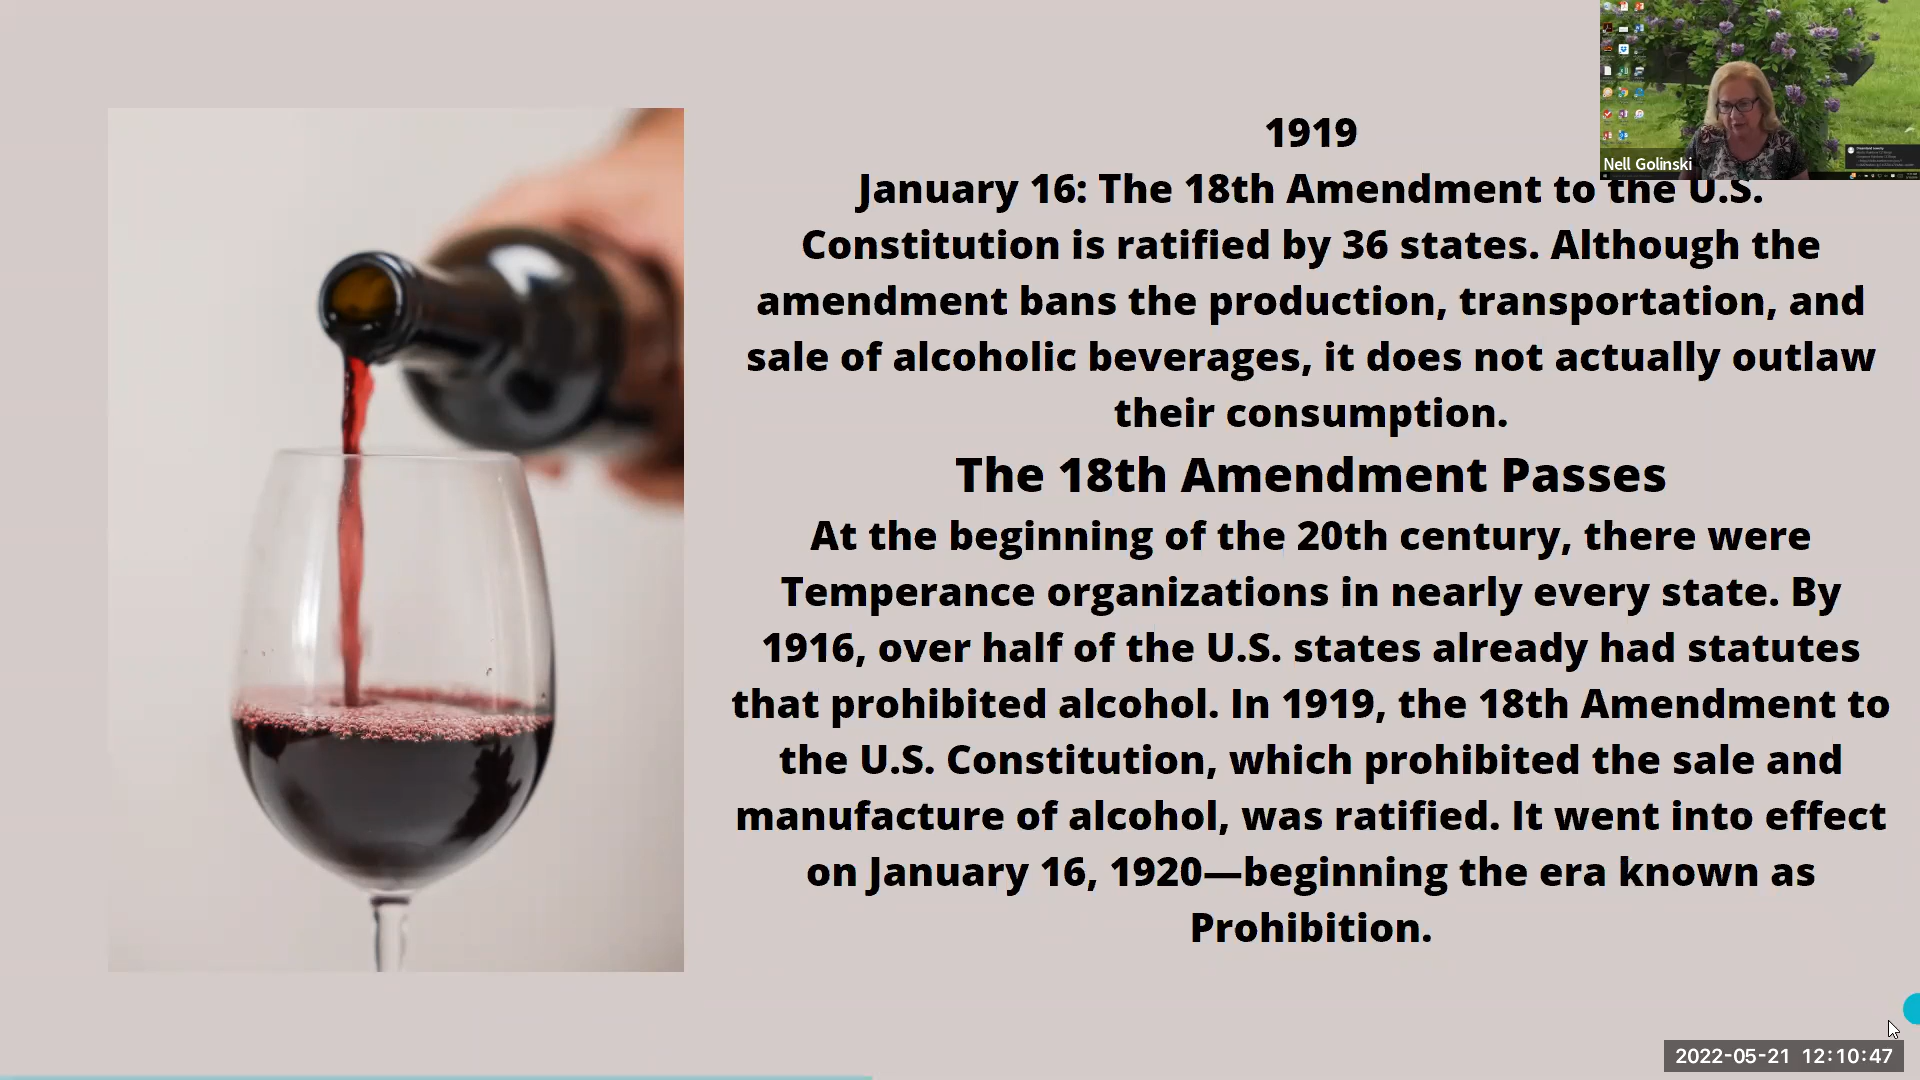 1919
January 16: The 18th Amendment to the U.S.
Constitution is ratified by 36 states. Although the
amendment bans the production, transportation, and
sale of alcoholic beverages, it does not actually outlaw
their consumption.
The 18th Amendment Passes
At the beginning of the 20th century, there were
Temperance organizations in nearly every state. By
1916, over half of the U.S. states already had statutes
that prohibited alcohol. In 1919, the 18th Amendment to
the U.S. Constitution, which prohibited the sale and
manufacture of alcohol, was ratified. It went into effect
on January 16, 1920—beginning the era known as
Prohibition.
Nell Golinski
2022-05-21 12:10:47